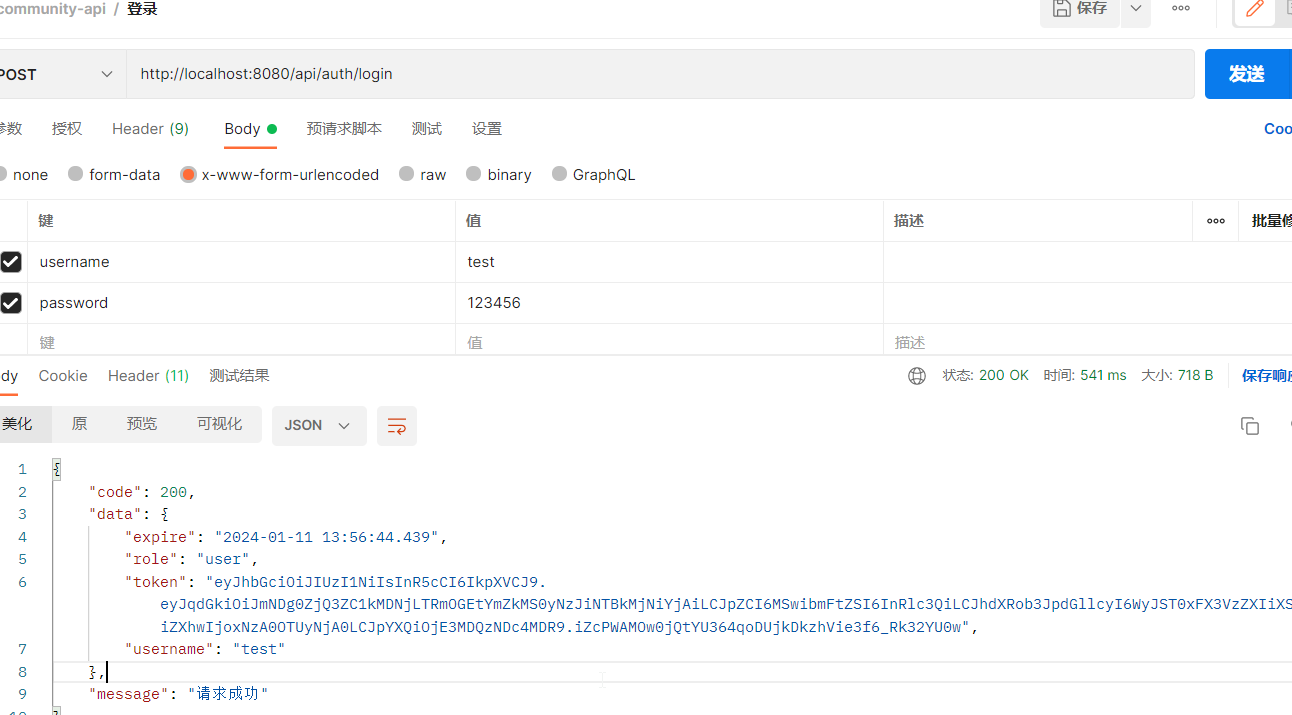 community-api / 登录
保存
POST
http://localhost:8080/api/auth/login
发送
参数 授权 Header (9) Body 预请求脚本 测试 设置 Coo
none form-data x-www-form-urlencoded raw binary GraphQL
键 值 描述 批量修
username test
password 123456
键 值 描述
dy Cookie Header (11) 测试结果 状态: 200 OK 时间: 541 ms 大小: 718 B 保存响应
美化 原 预览 可视化 JSON
1 {
2 "code": 200,
3 "data": {
4 "expire": "2024-01-11 13:56:44.439",
5 "role": "user",
6 "token": "eyJhbGciOiJIUzI1NiIsInR5cCI6IkpXVCJ9.
eyJqdGkiOiJmNDg0ZjQ3ZC1kMDNjLTRmOGEtYmZkMS0yNzJiNTBkMjNiYjAiLCJpZCI6MSwibmFtZSI6InRlc3QiLCJhdXRob3JpdGllcyI6WyJST0xFX3VzZXIiXS
iZXhwIjoxNzA0OTUyNjA0LCJpYXQiOjE3MDQzNDc4MDR9.iZcPWAMOw0jQtYU364qoDUjkDkzhVie3f6_Rk32YU0w",
7 "username": "test"
8 },
9 "message": "请求成功"
10 }